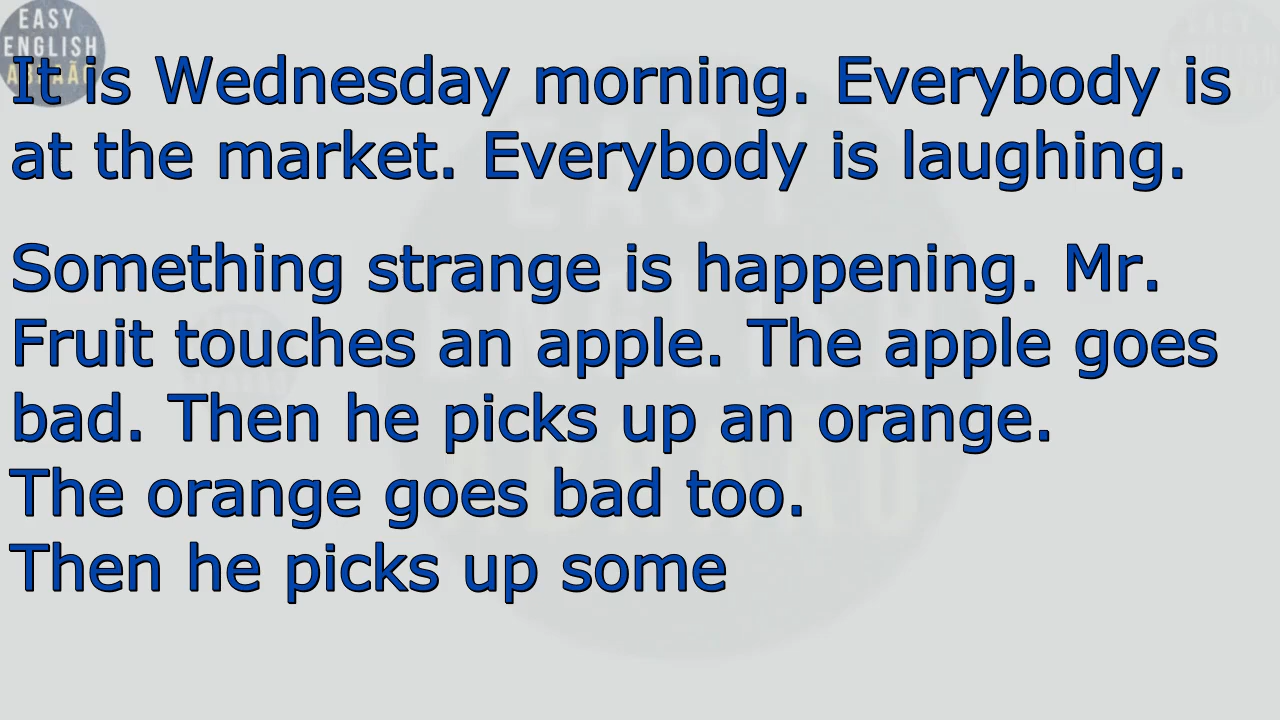 EASY
ENGLISH
ABRAÃO
It is Wednesday morning. Everybody is
at the market. Everybody is laughing.
Something strange is happening. Mr.
Fruit touches an apple. The apple goes
bad. Then he picks up an orange.
The orange goes bad too.
Then he picks up some